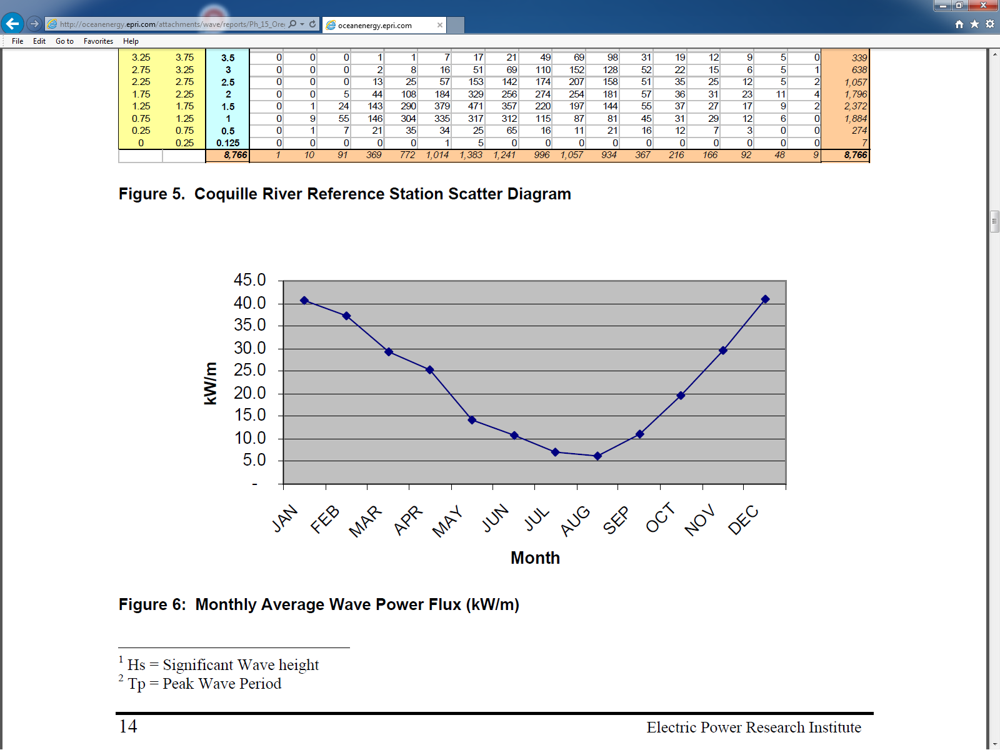 http://oceanenergy.epri.com/attachments/wave/reports/Ph_15_Ore
oceanenergy.epri.com
File Edit Go to Favorites Help
3.25 3.75 3.5 0 0 0 1 1 7 17 21 49 69 98 31 19 12 9 5 0 339
2.75 3.25 3 0 0 0 2 8 16 51 69 110 152 128 52 22 15 6 5 1 638
2.25 2.75 2.5 0 0 0 13 25 57 153 142 174 207 158 51 35 25 12 5 2 1,057
1.75 2.25 2 0 0 5 44 108 184 329 256 274 254 181 57 36 31 23 11 4 1,796
1.25 1.75 1.5 0 1 24 143 290 379 471 357 220 197 144 55 37 27 17 9 2 2,372
0.75 1.25 1 0 9 55 146 304 335 317 312 115 87 81 45 31 29 12 6 0 1,884
0.25 0.75 0.5 0 1 7 21 35 34 25 65 16 11 21 16 12 7 3 0 0 274
0 0.25 0.125 0 0 0 0 0 1 5 0 0 0 0 0 0 0 0 0 0 7
8,766 1 10 91 369 772 1,014 1,383 1,241 996 1,057 934 367 216 166 92 48 9 8,766
Figure 5. Coquille River Reference Station Scatter Diagram
45.0
40.0
35.0
30.0
25.0
20.0
15.0
10.0
5.0
-
kW/m
JAN FEB MAR APR MAY JUN JUL AUG SEP OCT NOV DEC
Month
Figure 6: Monthly Average Wave Power Flux (kW/m)
1 Hs = Significant Wave height
2 Tp = Peak Wave Period
14 Electric Power Research Institute